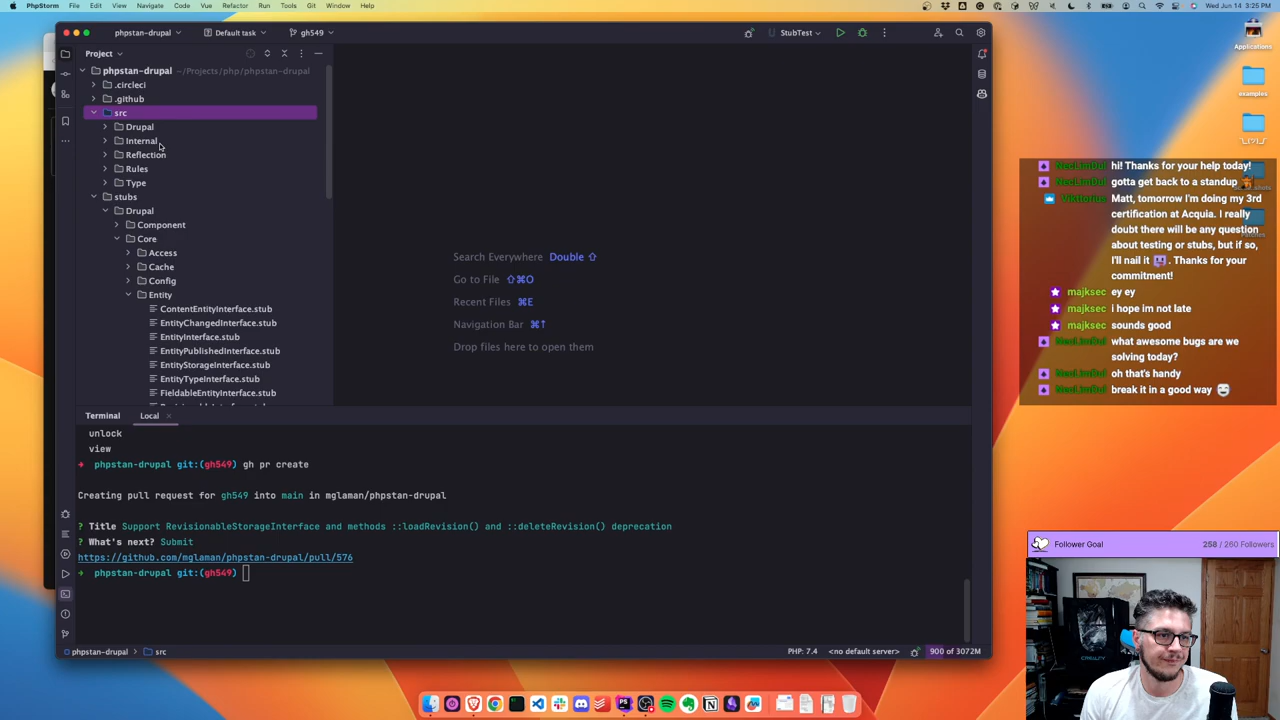 PhpStorm File Edit View Navigate Code Vue Refactor Run Tools Git Window Help
Wed Jun 14 3:25 PM
phpstan-drupal Default task gh549 StubTest
Project
phpstan-drupal ~/Projects/php/phpstan-drupal
.circleci
.github
src
Drupal
Internal
Reflection
Rules
Type
stubs
Drupal
Component
Core
Access
Cache
Config
Entity
ContentEntityInterface.stub
EntityChangedInterface.stub
EntityInterface.stub
EntityPublishedInterface.stub
EntityStorageInterface.stub
EntityTypeInterface.stub
FieldableEntityInterface.stub
Search Everywhere Double ⇧
Go to File ⇧⌘O
Recent Files ⌘E
Navigation Bar ⌘↑
Drop files here to open them
Terminal Local
unlock
view
phpstan-drupal git:(gh549) gh pr create
Creating pull request for gh549 into main in mglaman/phpstan-drupal
? Title Support RevisionableStorageInterface and methods ::loadRevision() and ::deleteRevision() deprecation
? What's next? Submit
https://github.com/mglaman/phpstan-drupal/pull/576
phpstan-drupal git:(gh549)
phpstan-drupal > src
PHP: 7.4 <no default server> 900 of 3072M
Applications
examples
hi! Thanks for your help today!
gotta get back to a standup
Matt, tomorrow I'm doing my 3rd
certification at Acquia. I really
doubt there will be any question
about testing or stubs, but if so,
I'll nail it . Thanks for your
commitment!
majksec ey ey
majksec i hope im not late
majksec sounds good
what awesome bugs are we
solving today?
oh that's handy
break it in a good way
Follower Goal 258 / 260 Followers